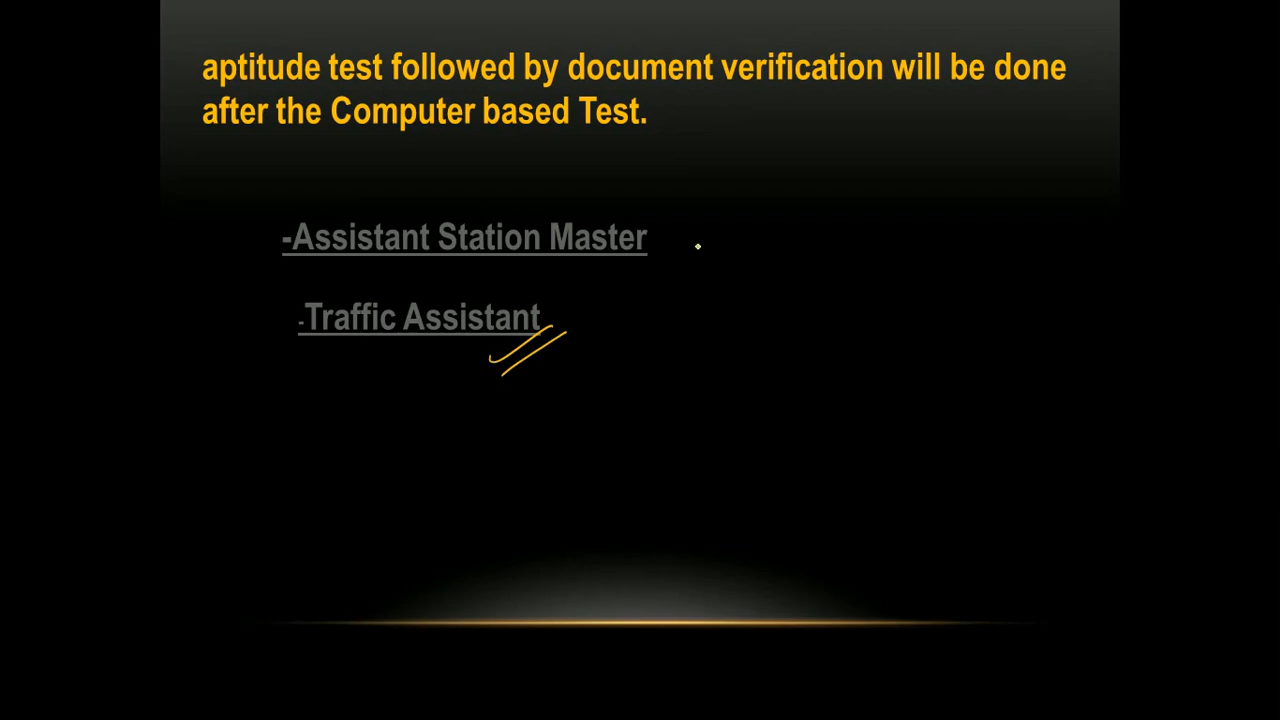 aptitude test followed by document verification will be done
after the Computer based Test.
-Assistant Station Master
-Traffic Assistant